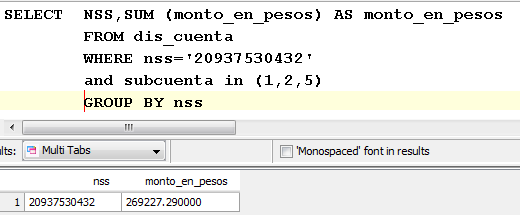 SELECT NSS,SUM (monto_en_pesos) AS monto_en_pesos
FROM dis_cuenta
WHERE nss='20937530432'
and subcuenta in (1,2,5)
GROUP BY nss
lts: Multi Tabs 'Monospaced' font in results
nss monto_en_pesos
1 20937530432 269227.290000